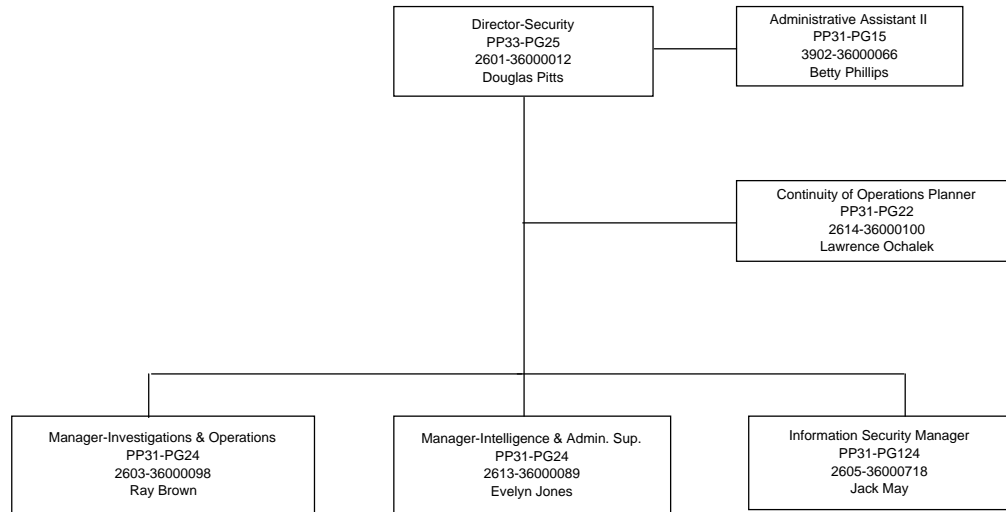 Director-Security
PP33-PG25
2601-36000012
Douglas Pitts
Administrative Assistant II
PP31-PG15
3902-36000066
Betty Phillips
Continuity of Operations Planner
PP31-PG22
2614-36000100
Lawrence Ochalek
Manager-Investigations & Operations
PP31-PG24
2603-36000098
Ray Brown
Manager-Intelligence & Admin. Sup.
PP31-PG24
2613-36000089
Evelyn Jones
Information Security Manager
PP31-PG124
2605-36000718
Jack May